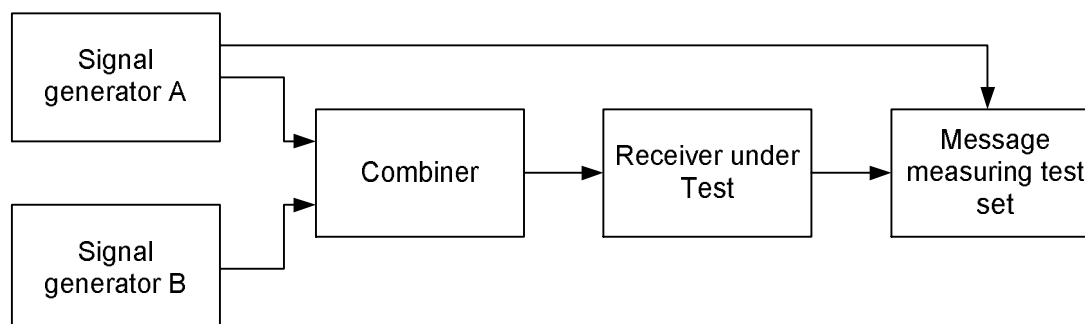 Signal
generator A
Combiner
Receiver under
Test
Message
measuring test
set
Signal
generator B